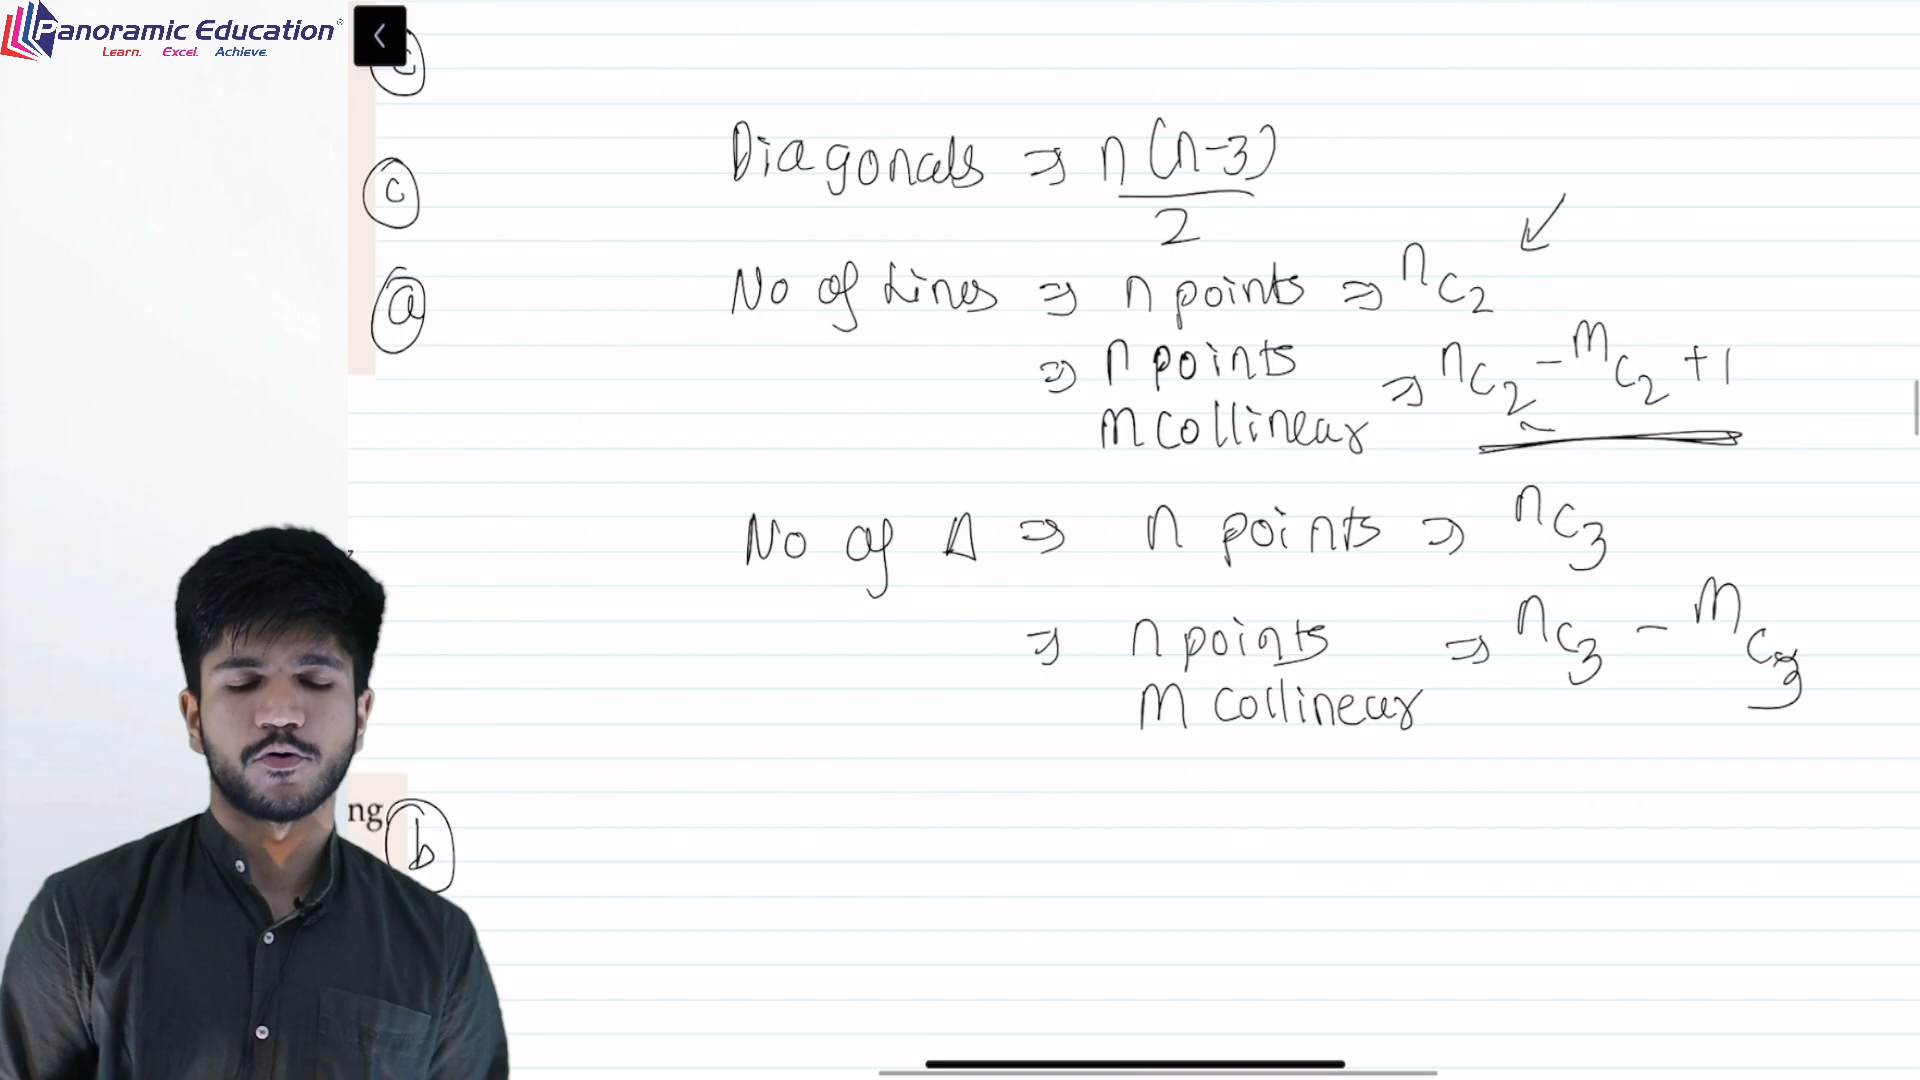 Panoramic Education®
Learn. Excel. Achieve.
c
a
Diagonals ⇒ n(n-3)
2
No of Lines ⇒ n points ⇒ nC2
⇒ n points
m collinear ⇒ nC2 - mC2 + 1
No of Δ ⇒ n points ⇒ nC3
⇒ n points ⇒ nC3 - mC3
m collinear
ng
b